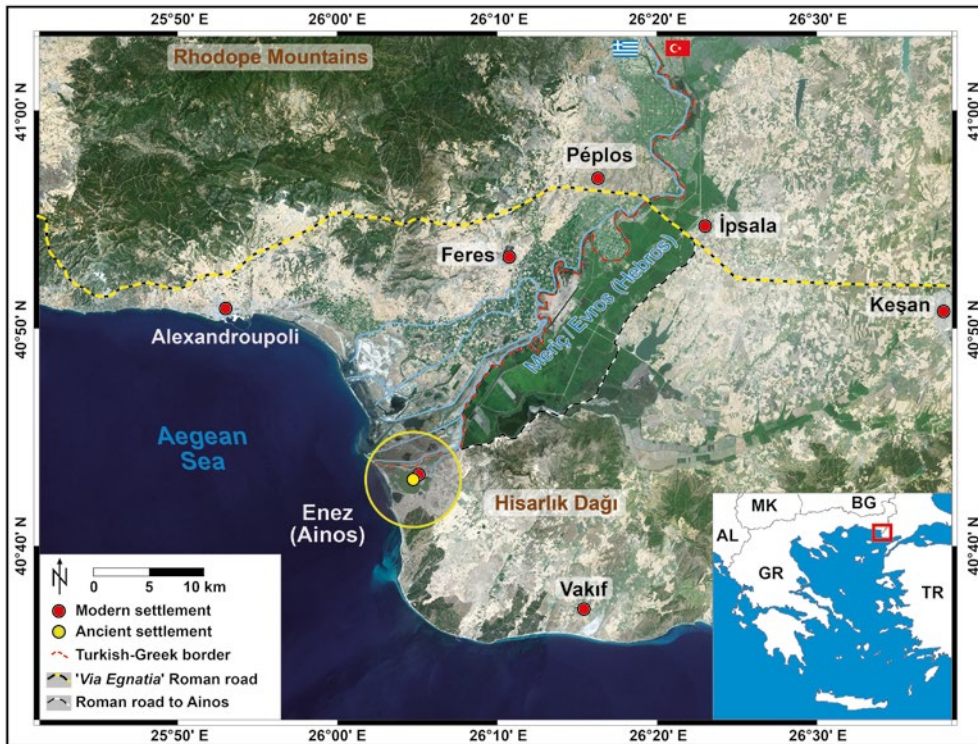 25°50'
26°00'
26°10'
26°20'
26°30'
Rhodope Mountains
41°00' N
41°00' N
Péplos
İpsala
Feres
Meriç / Evros (Hebros)
Keşan
40°50' N
40°50' N
Alexandroupoli
Aegean
Sea
Enez
(Ainos)
Hisarlık Dağı
40°40' N
40°40' N
Vakıf
N
0 5 10 km
Modern settlement
Ancient settlement
Turkish-Greek border
'Via Egnatia' Roman road
Roman road to Ainos
MK
BG
AL
GR
TR
25°50'
26°00'
26°10'
26°20'
26°30'